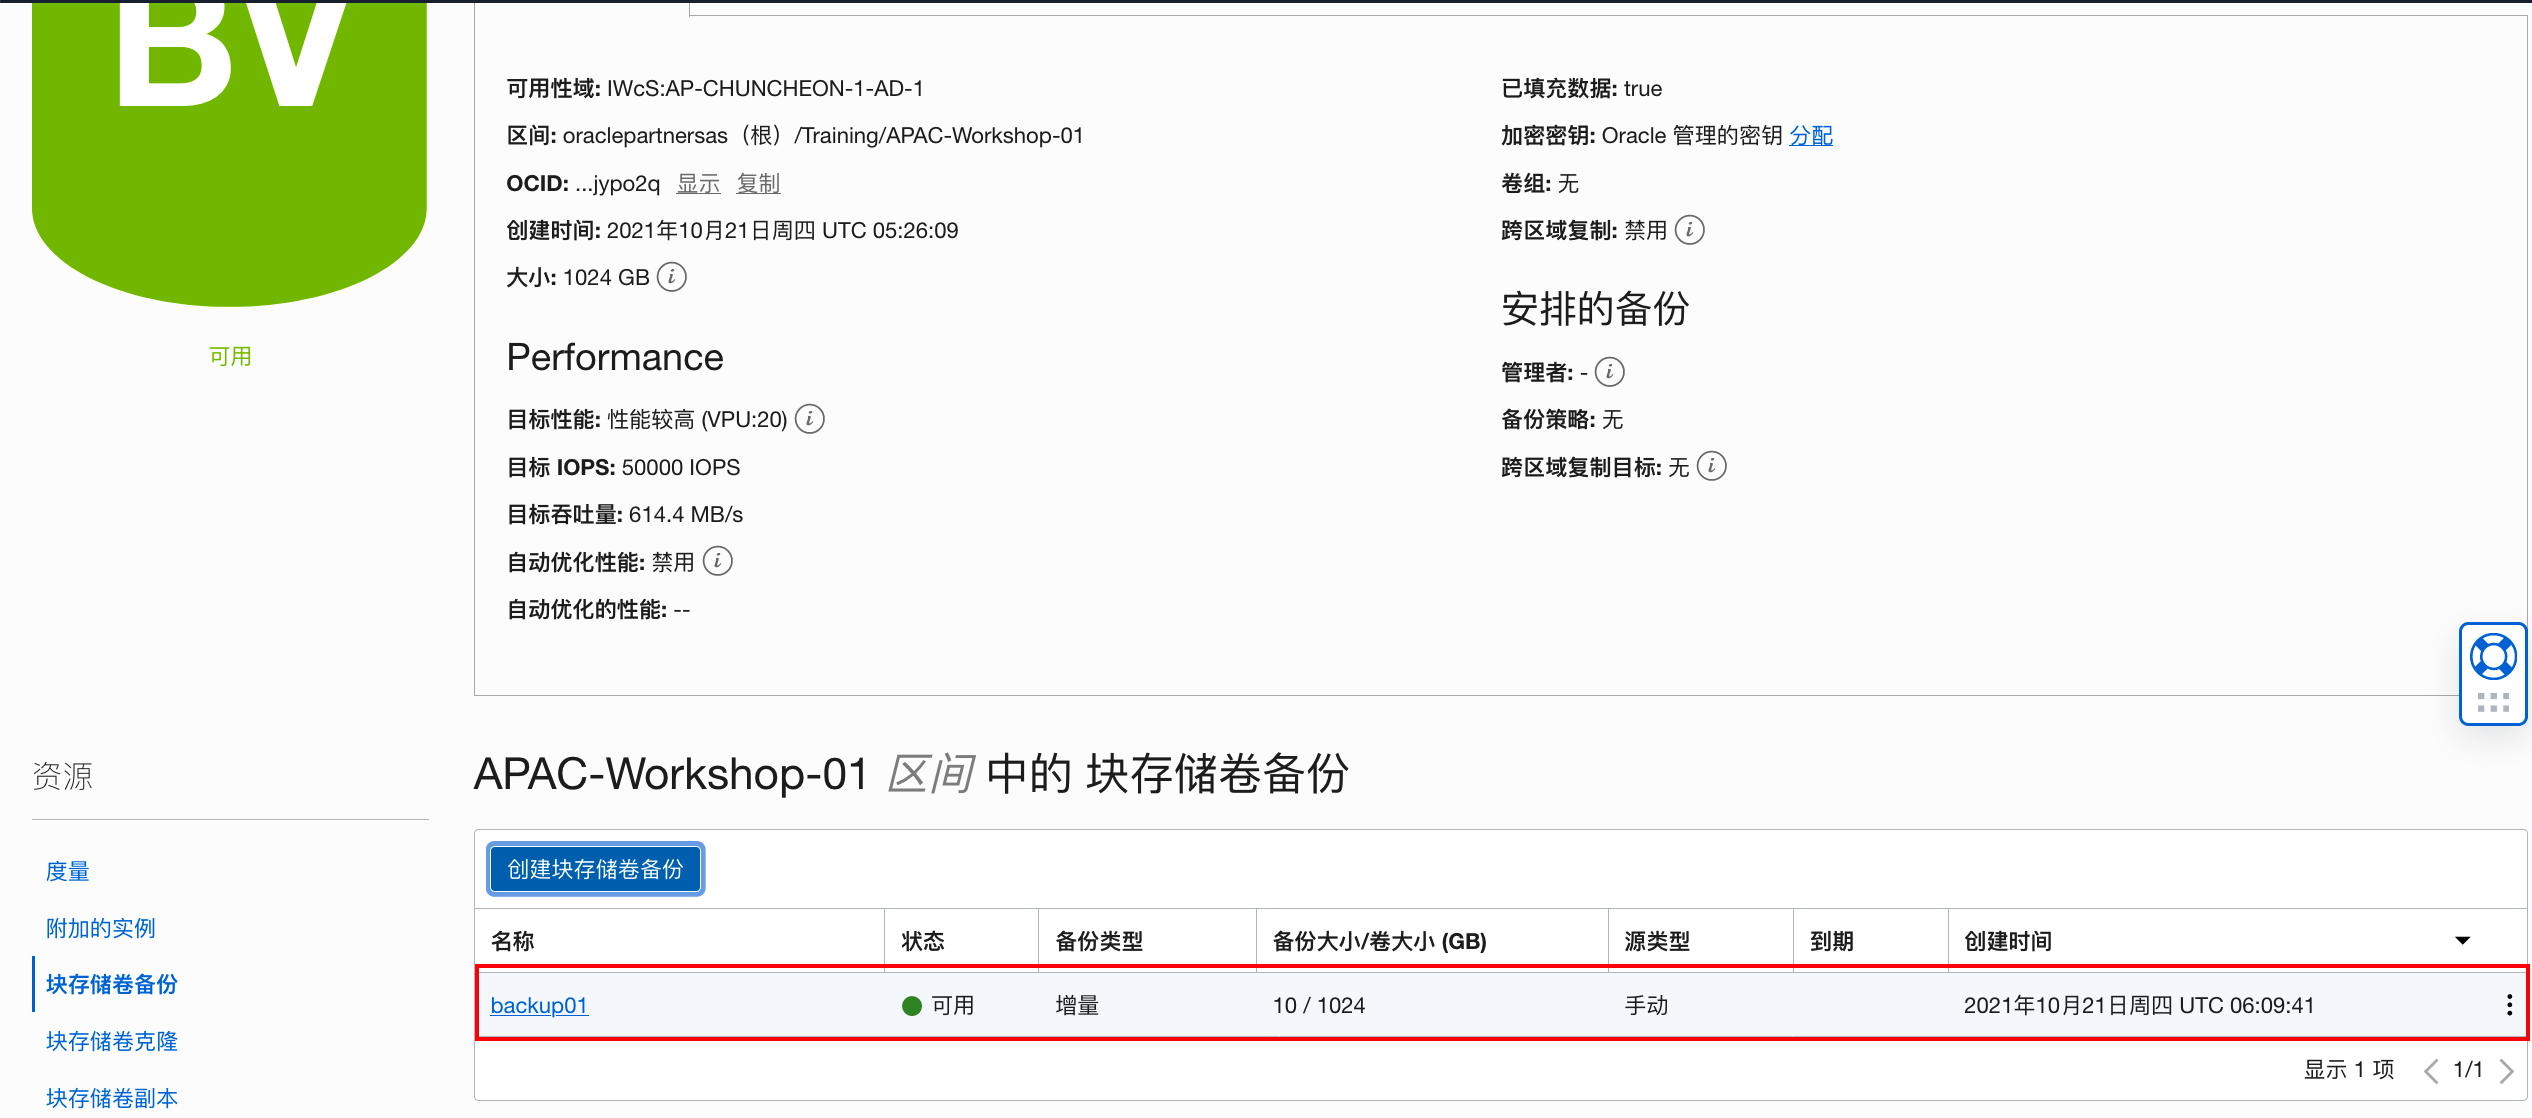 BV
可用
可用性域: IWcS:AP-CHUNCHEON-1-AD-1
区间: oraclepartnersas（根）/Training/APAC-Workshop-01
OCID: ...jypo2q 显示 复制
创建时间: 2021年10月21日周四 UTC 05:26:09
大小: 1024 GB
Performance
目标性能: 性能较高 (VPU:20)
目标 IOPS: 50000 IOPS
目标吞吐量: 614.4 MB/s
自动优化性能: 禁用
自动优化的性能: --
已填充数据: true
加密密钥: Oracle 管理的密钥 分配
卷组: 无
跨区域复制: 禁用
安排的备份
管理者: -
备份策略: 无
跨区域复制目标: 无
资源
度量
附加的实例
块存储卷备份
块存储卷克隆
块存储卷副本
APAC-Workshop-01 区间 中的 块存储卷备份
创建块存储卷备份
名称 状态 备份类型 备份大小/卷大小 (GB) 源类型 到期 创建时间
backup01 可用 增量 10 / 1024 手动 2021年10月21日周四 UTC 06:09:41
显示 1 项 1/1